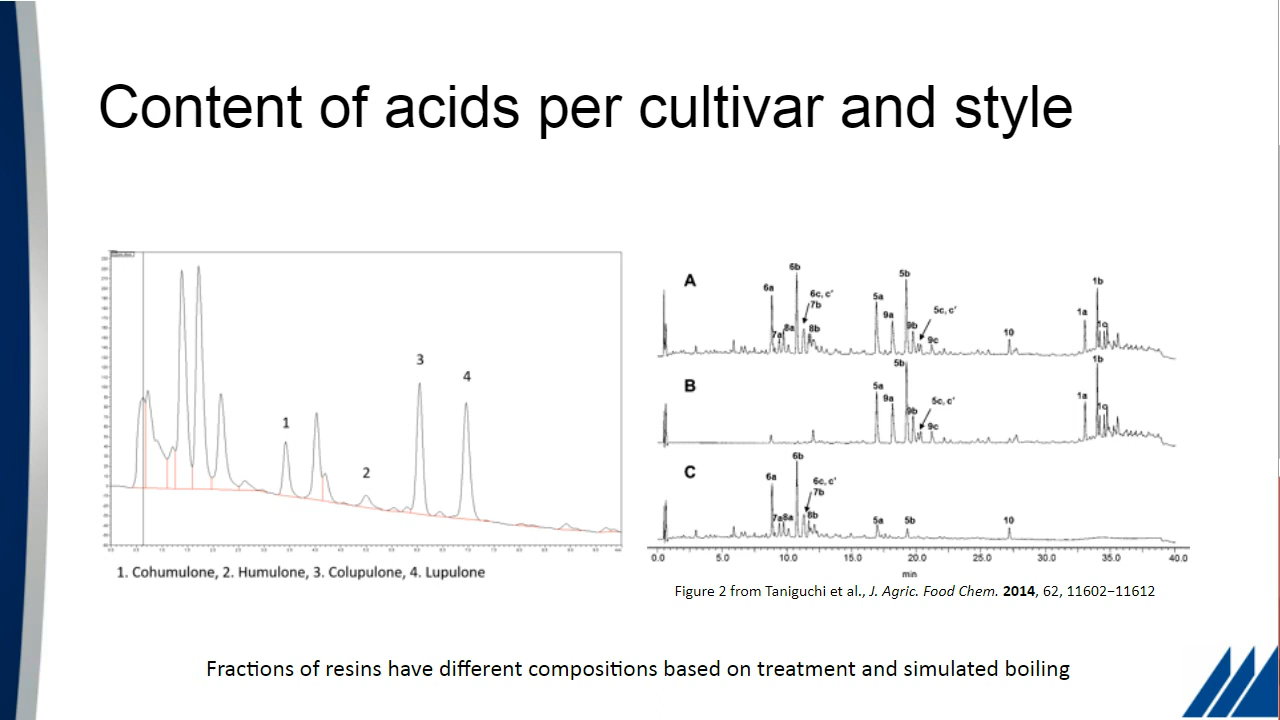 Content of acids per cultivar and style
1
2
3
4
1. Cohumulone, 2. Humulone, 3. Colupulone, 4. Lupulone
A
6a
7a
8a
6b
6c, c'
7b
8b
5a
9a
5b
9b
5c, c'
9c
10
1a
1b
1c
B
5a
9a
5b
9b
5c, c'
9c
1a
1b
1c
C
6a
7a
8a
6b
6c, c'
7b
8b
5a
5b
10
0.0 5.0 10.0 15.0 20.0 25.0 30.0 35.0 40.0
min
Figure 2 from Taniguchi et al., J. Agric. Food Chem. 2014, 62, 11602−11612
Fractions of resins have different compositions based on treatment and simulated boiling